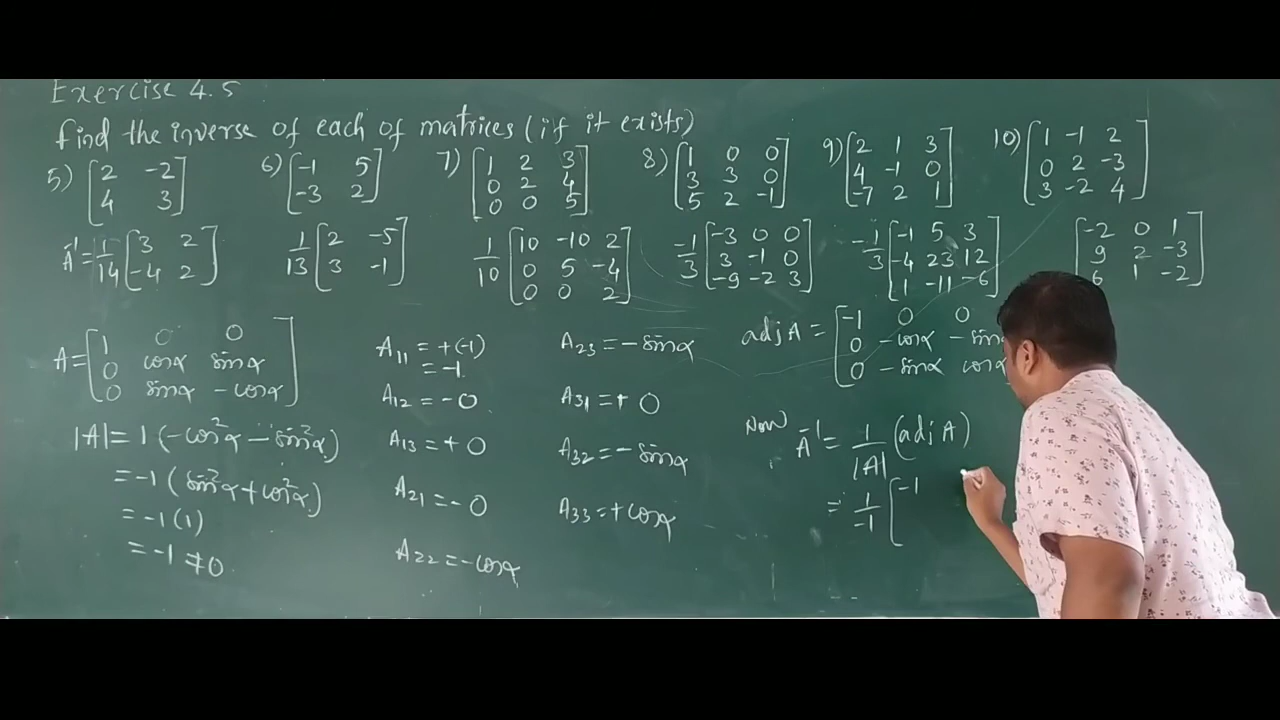 Exercise 4.5
find the inverse of each of matrices (if it exists)
5) [2 -2
4 3]
6) [-1 5
-3 2]
7) [1 2 3
0 2 4
0 0 5]
8) [1 0 0
3 3 0
5 2 -1]
9) [2 1 3
4 -1 0
-7 2 1]
10) [1 -1 2
0 2 -3
3 -2 4]
A⁻¹ = 1/14 [3 2
-4 2]
1/13 [2 -5
3 -1]
1/10 [10 -10 2
0 5 -4
0 0 2]
-1/3 [-3 0 0
3 -1 0
-9 -2 3]
-1/3 [-1 5 3
-4 23 12
1 -11 -6]
[-2 0 1
9 2 -3
6 1 -2]
A = [1 0 0
0 cosα sinα
0 sinα -cosα]
|A| = 1(-cos²α - sin²α)
= -1(sin²α + cos²α)
= -1(1)
= -1 ≠ 0
A₁₁ = +(-1)
= -1
A₁₂ = -0
A₁₃ = + 0
A₂₁ = -0
A₂₂ = -cosα
A₂₃ = -sinα
A₃₁ = + 0
A₃₂ = -sinα
A₃₃ = + cosα
adj A = [-1 0 0
0 -cosα -sin
0 -sinα cosα
Now A⁻¹ = 1/|A| (adj A)
= 1/-1 [-1